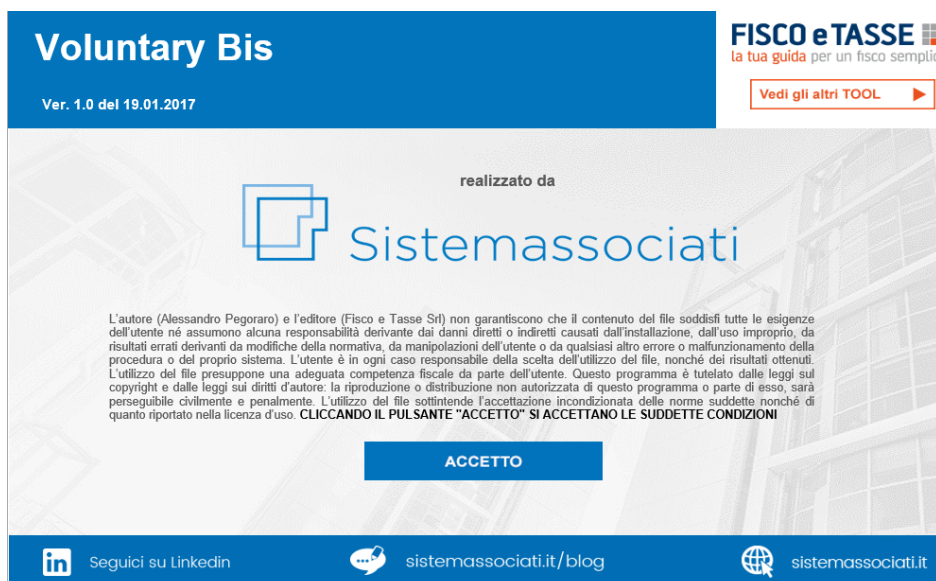 Voluntary Bis
Ver. 1.0 del 19.01.2017
FISCO e TASSE
la tua guida per un fisco semplic
Vedi gli altri TOOL
realizzato da
Sistemassociati
L'autore (Alessandro Pegoraro) e l'editore (Fisco e Tasse Srl) non garantiscono che il contenuto del file soddisfi tutte le esigenze
dell'utente né assumono alcuna responsabilità derivante dai danni diretti o indiretti causati dall'installazione, dall'uso improprio, da
risultati errati derivanti da modifiche della normativa, da manipolazioni dell'utente o da qualsiasi altro errore o malfunzionamento della
procedura o del proprio sistema. L'utente è in ogni caso responsabile della scelta dell'utilizzo del file, nonché dei risultati ottenuti.
L'utilizzo del file presuppone una adeguata competenza fiscale da parte dell'utente. Questo programma è tutelato dalle leggi sul
copyright e dalle leggi sui diritti d'autore: la riproduzione o distribuzione non autorizzata di questo programma o parte di esso, sarà
perseguibile civilmente e penalmente. L'utilizzo del file sottintende l'accettazione incondizionata delle norme suddette nonché di
quanto riportato nella licenza d'uso. CLICCANDO IL PULSANTE "ACCETTO" SI ACCETTANO LE SUDDETTE CONDIZIONI
ACCETTO
in Seguici su Linkedin
sistemassociati.it/blog
sistemassociati.it